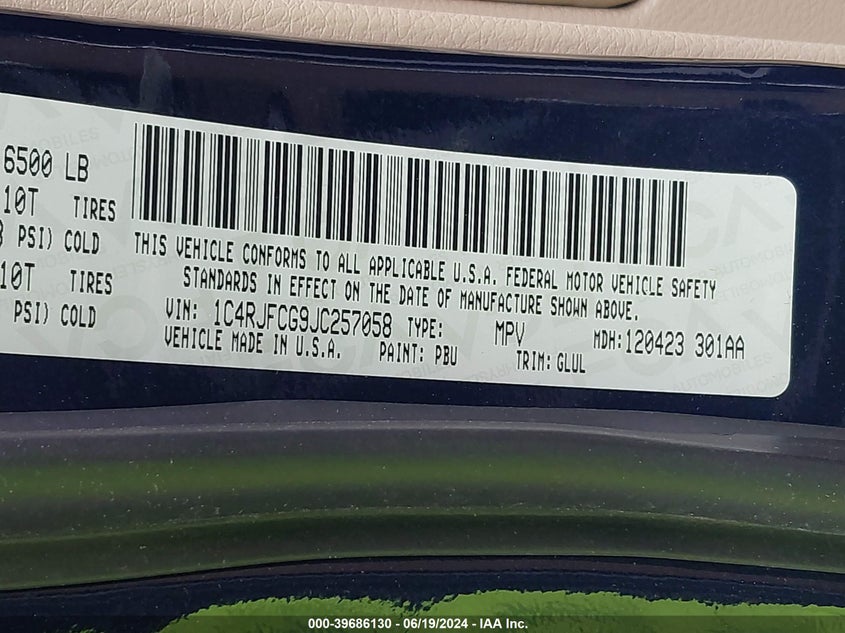 6500 LB
10T TIRES
PSI) COLD
10T TIRES
PSI) COLD
THIS VEHICLE CONFORMS TO ALL APPLICABLE U.S.A. FEDERAL MOTOR VEHICLE SAFETY
STANDARDS IN EFFECT ON THE DATE OF MANUFACTURE SHOWN ABOVE.
VIN: 1C4RJFCG9JC257058 TYPE: MPV MDH:120423 301AA
VEHICLE MADE IN U.S.A. PAINT: PBU TRIM: GLUL
000-39686130 - 06/19/2024 - IAA Inc.